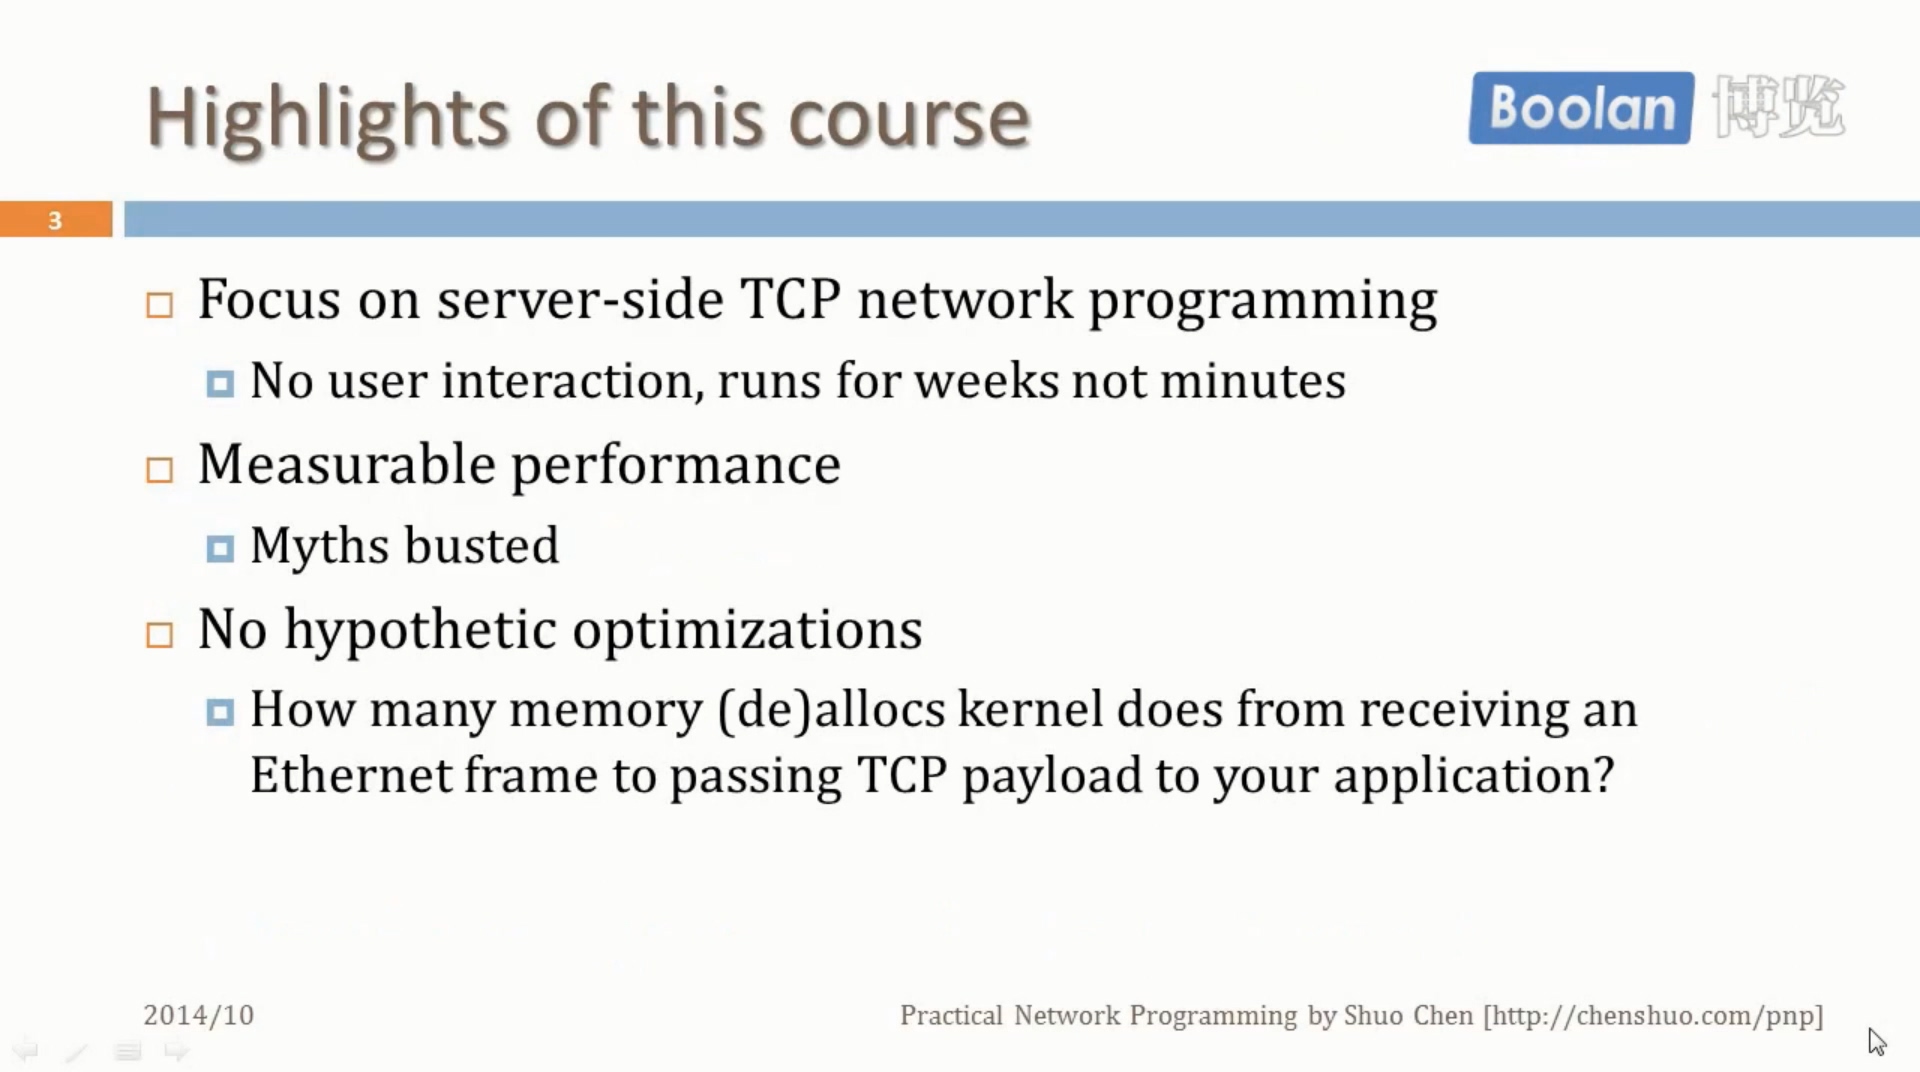 Highlights of this course
Boolan 博览
3
Focus on server-side TCP network programming
No user interaction, runs for weeks not minutes
Measurable performance
Myths busted
No hypothetic optimizations
How many memory (de)allocs kernel does from receiving an
Ethernet frame to passing TCP payload to your application?
2014/10
Practical Network Programming by Shuo Chen [http://chenshuo.com/pnp]